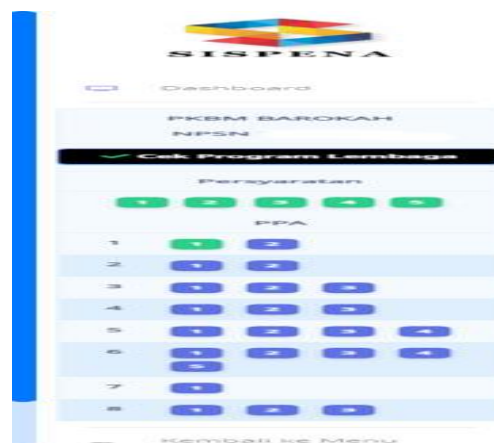 SISPENA
Dashboard
PKBM BAROKAH
NPSN
Cek Program Lembaga
Persyaratan
1 2 3 4 5
PPA
1 1 2
2 1 2
3 1 2 3
4 1 2 3
5 1 2 3 4
6 1 2 3 4
5
7 1
8 1 2 3
Kembali ke Menu